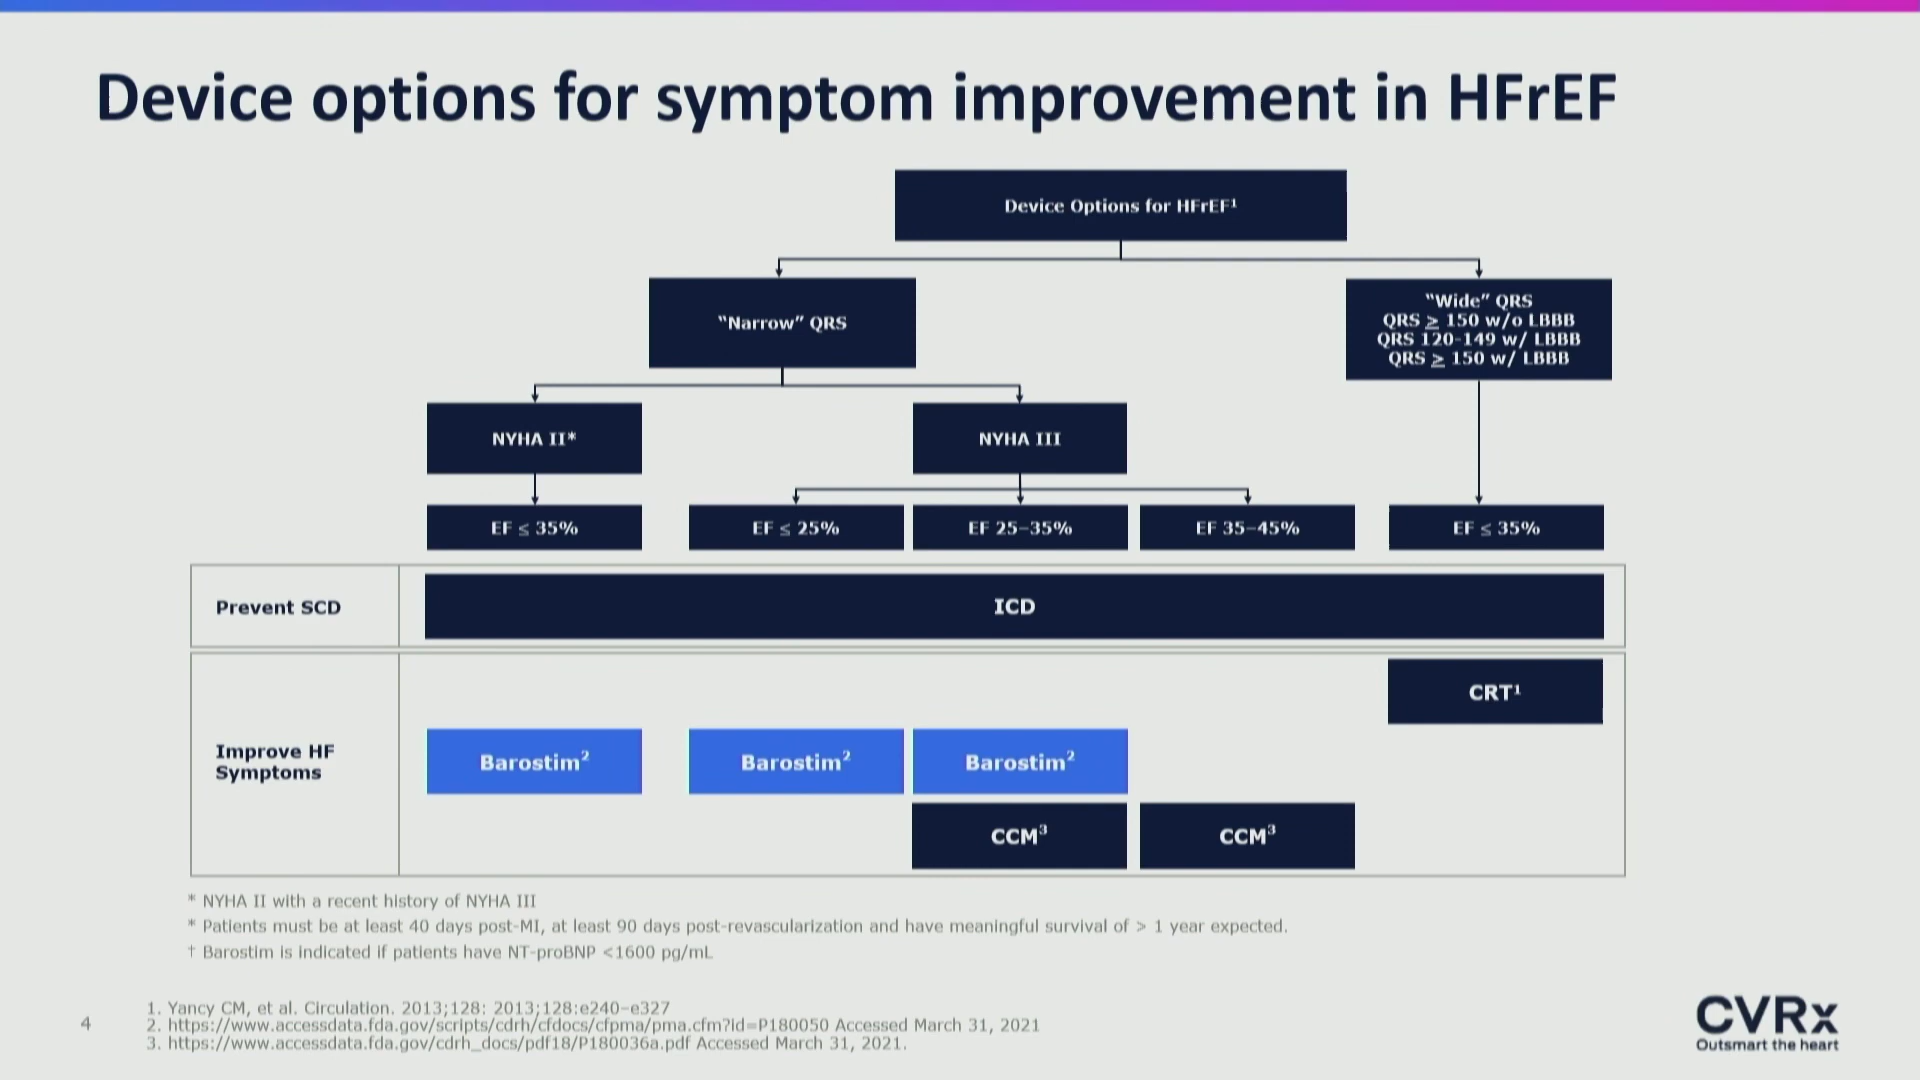 Device options for symptom improvement in HFrEF
Device Options for HFrEF¹
“Narrow” QRS
“Wide” QRS
QRS ≥ 150 w/o LBBB
QRS 120-149 w/ LBBB
QRS ≥ 150 w/ LBBB
NYHA II*
NYHA III
EF ≤ 35%
EF ≤ 25%
EF 25–35%
EF 35–45%
EF ≤ 35%
Prevent SCD
ICD
CRT¹
Improve HF
Symptoms
Barostim²
Barostim²
Barostim²
CCM³
CCM³
* NYHA II with a recent history of NYHA III
* Patients must be at least 40 days post-MI, at least 90 days post-revascularization and have meaningful survival of > 1 year expected.
† Barostim is indicated if patients have NT-proBNP <1600 pg/mL
1. Yancy CM, et al. Circulation. 2013;128: 2013;128:e240–e327
2. https://www.accessdata.fda.gov/scripts/cdrh/cfdocs/cfpma/pma.cfm?id=P180050 Accessed March 31, 2021
3. https://www.accessdata.fda.gov/cdrh_docs/pdf18/P180036a.pdf Accessed March 31, 2021.
4
CVRx
Outsmart the heart